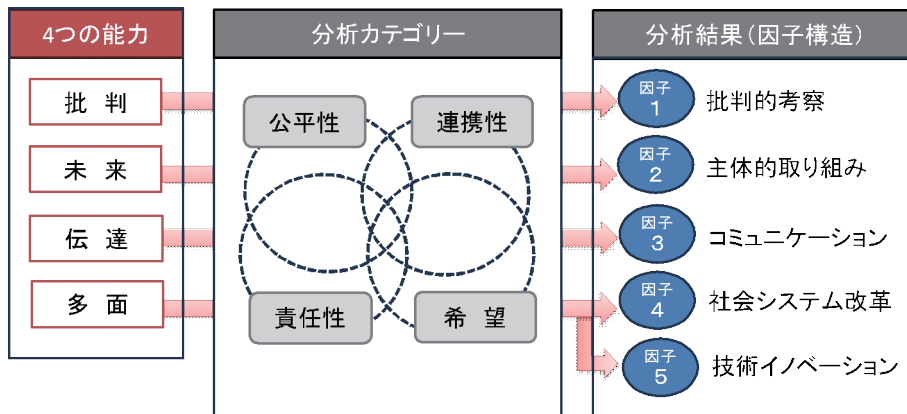 4つの能力
批 判
未 来
伝 達
多 面
分析カテゴリー
公平性
連携性
責任性
希 望
分析結果(因子構造)
因子
1
批判的考察
因子
2
主体的取り組み
因子
3
コミュニケーション
因子
4
社会システム改革
因子
5
技術イノベーション